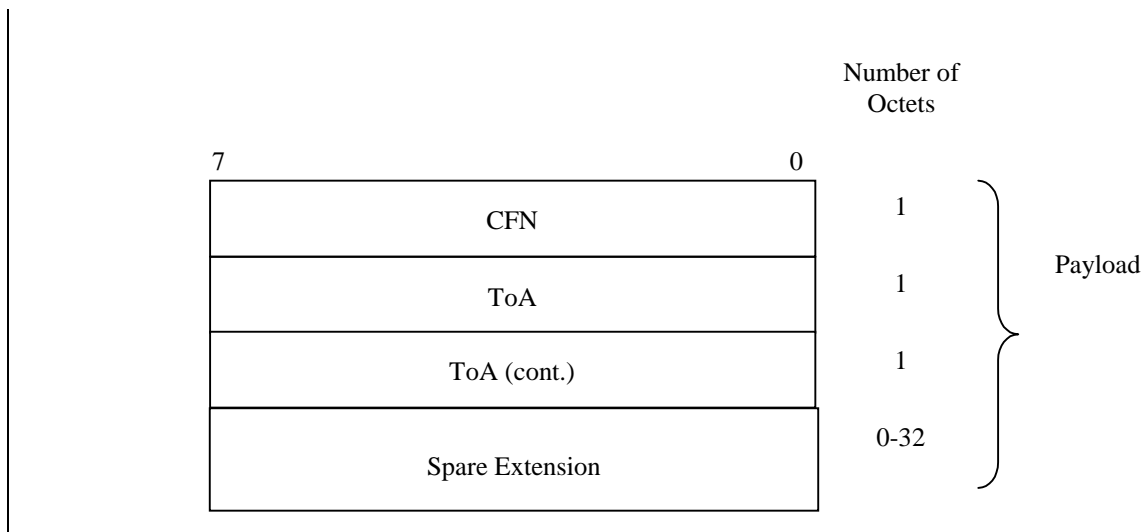 Number of
Octets
7 0
CFN 1
Payload
ToA 1
ToA (cont.) 1
0-32
Spare Extension